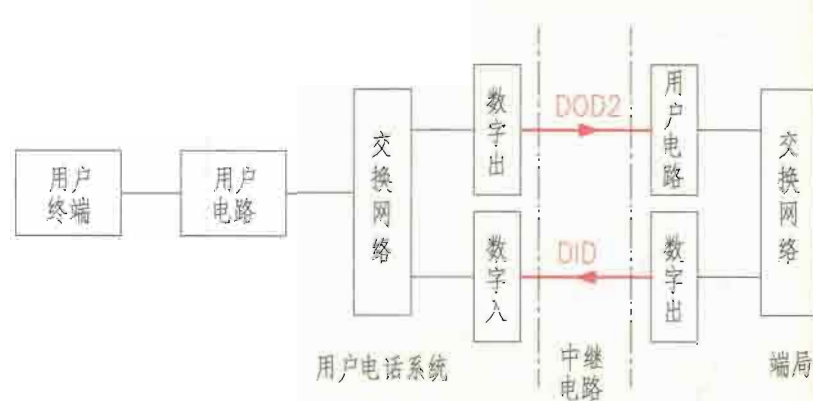 用户
终端
用户
电路
交换网络
数字出
DOD2
用户电路
交换网络
数字入
DID
数字出
用户电话系统
中继
电路
端局